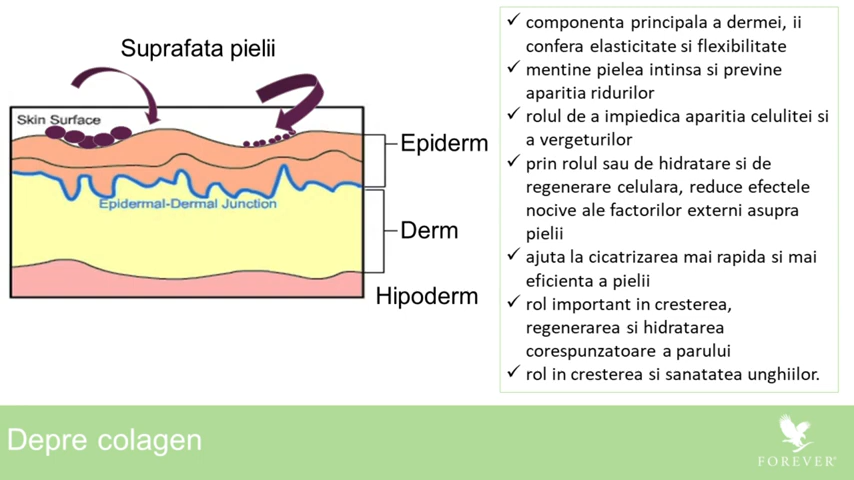 Suprafata pielii
Skin Surface
Epiderm
Epidermal-Dermal Junction
Derm
Hipoderm
✓ componenta principala a dermei, ii
confera elasticitate si flexibilitate
✓ mentine pielea intinsa si previne
aparitia ridurilor
✓ rolul de a impiedica aparitia celulitei si
a vergeturilor
✓ prin rolul sau de hidratare si de
regenerare celulara, reduce efectele
nocive ale factorilor externi asupra
pielii
✓ ajuta la cicatrizarea mai rapida si mai
eficienta a pielii
✓ rol important in cresterea,
regenerarea si hidratarea
corespunzatoare a parului
✓ rol in cresterea si sanatatea unghiilor.
Depre colagen
FOREVER